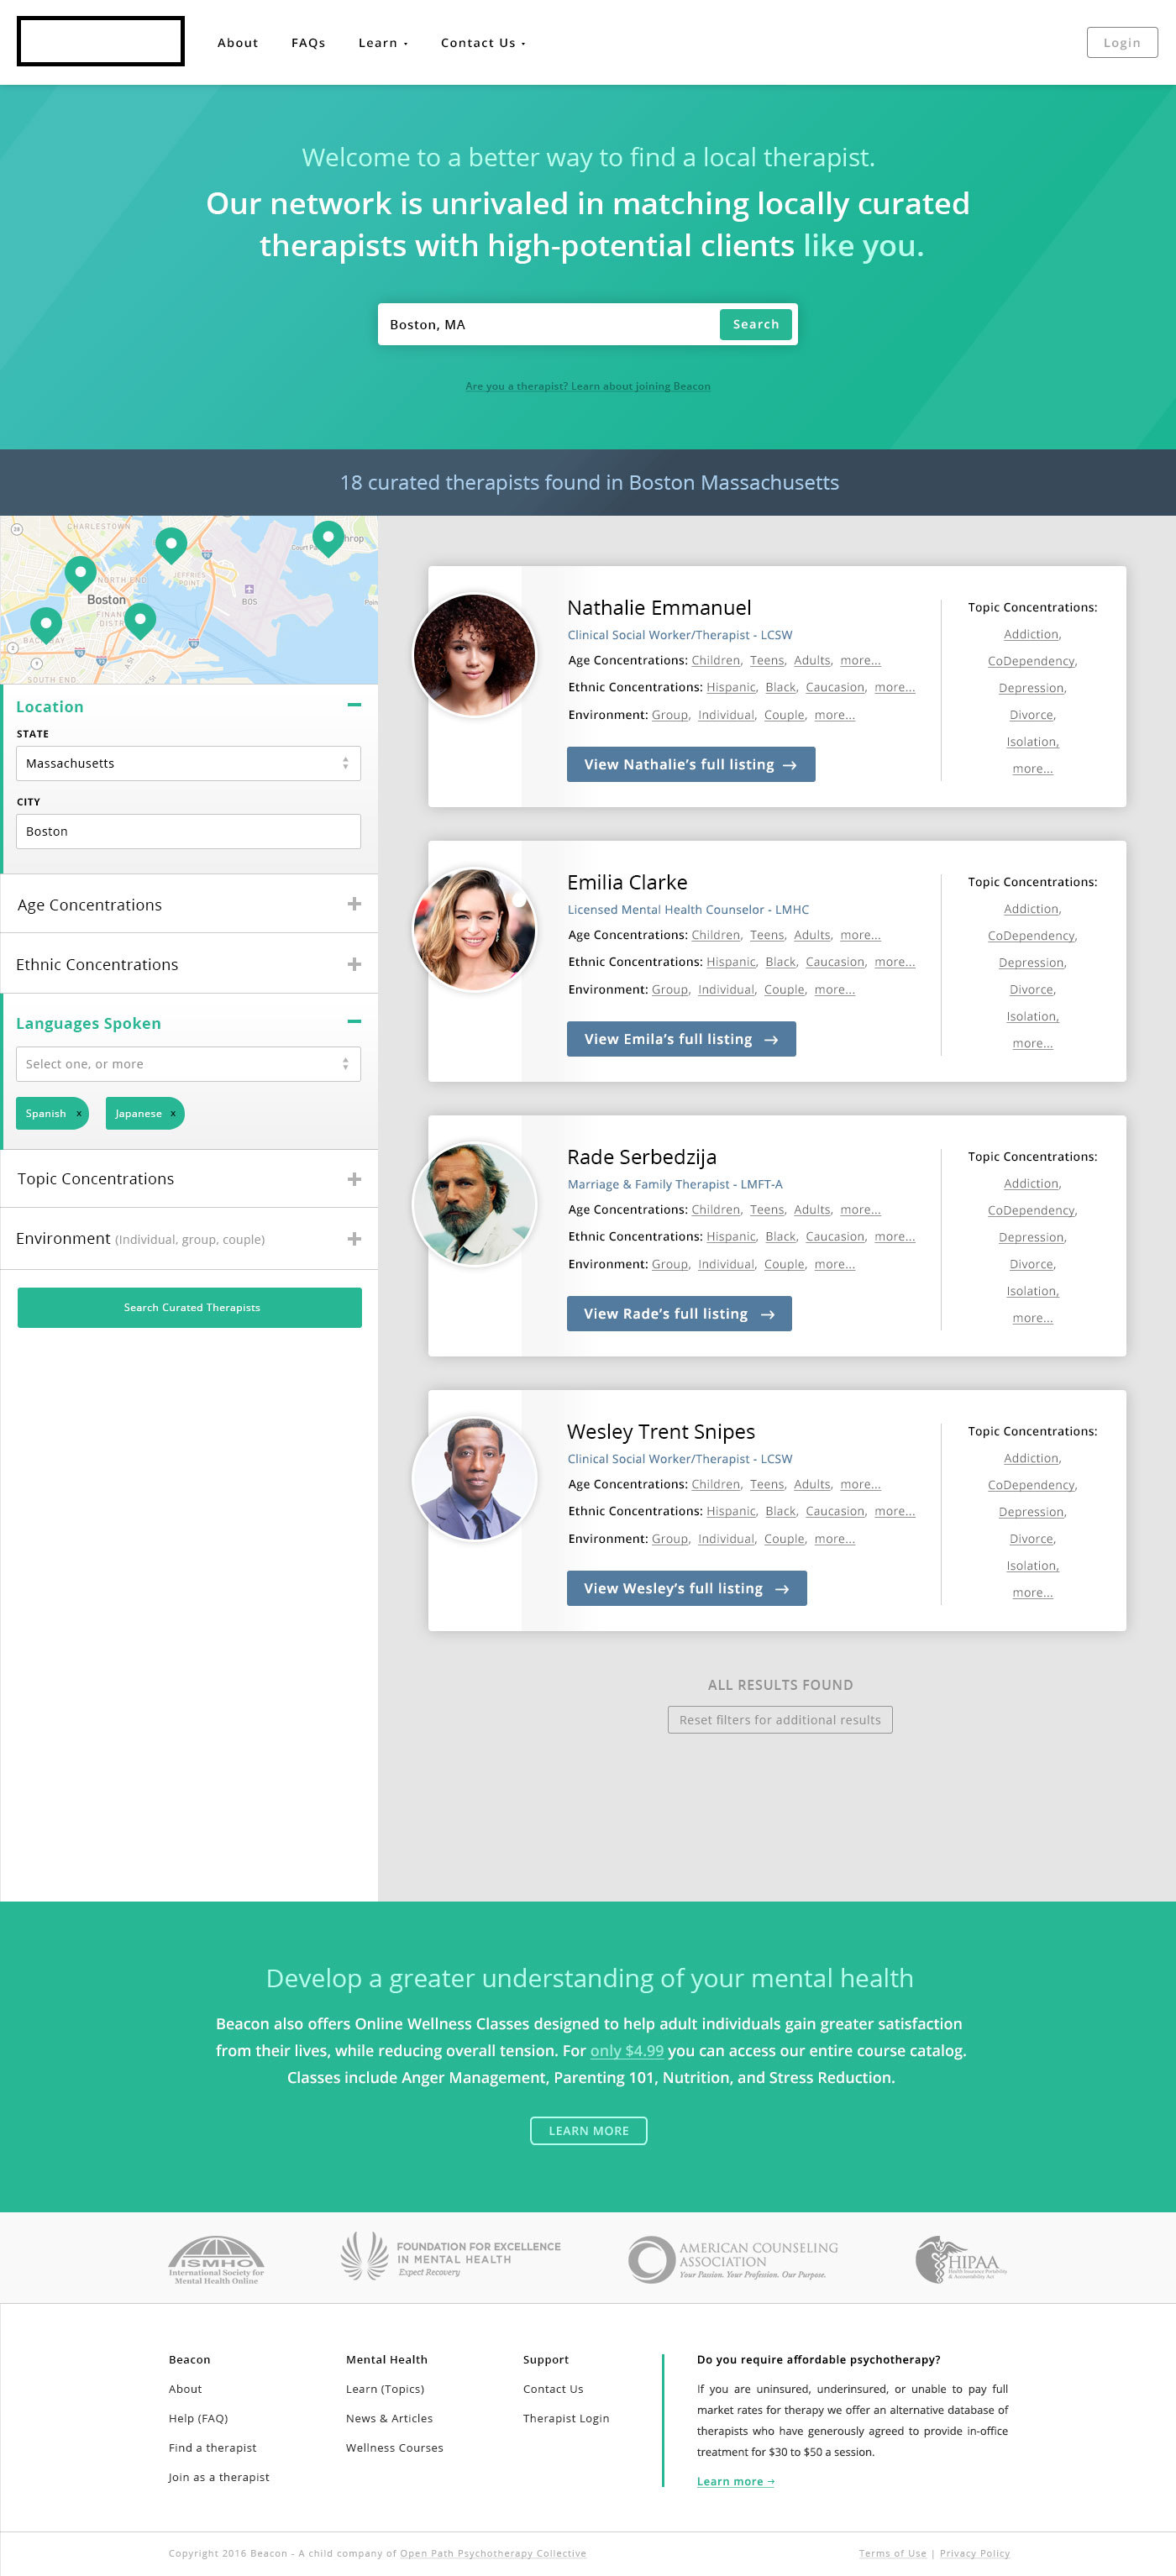 About FAQs Learn Contact Us Login
Welcome to a better way to find a local therapist.
Our network is unrivaled in matching locally curated
therapists with high-potential clients like you.
Boston, MA Search
Are you a therapist? Learn about joining Beacon
18 curated therapists found in Boston Massachusetts
CHARLESTOWN
NORTH END
JEFFRIES
POINT
Boston
BOS
SOUTH END
Location
STATE
Massachusetts
CITY
Boston
Age Concentrations
Ethnic Concentrations
Languages Spoken
Select one, or more
Spanish x Japanese x
Topic Concentrations
Environment (Individual, group, couple)
Search Curated Therapists
Nathalie Emmanuel
Clinical Social Worker/Therapist - LCSW
Age Concentrations: Children, Teens, Adults, more...
Ethnic Concentrations: Hispanic, Black, Caucasion, more...
Environment: Group, Individual, Couple, more...
View Nathalie’s full listing →
Topic Concentrations:
Addiction,
CoDependency,
Depression,
Divorce,
Isolation,
more...
Emilia Clarke
Licensed Mental Health Counselor - LMHC
Age Concentrations: Children, Teens, Adults, more...
Ethnic Concentrations: Hispanic, Black, Caucasion, more...
Environment: Group, Individual, Couple, more...
View Emila’s full listing →
Topic Concentrations:
Addiction,
CoDependency,
Depression,
Divorce,
Isolation,
more...
Rade Serbedzija
Marriage & Family Therapist - LMFT-A
Age Concentrations: Children, Teens, Adults, more...
Ethnic Concentrations: Hispanic, Black, Caucasion, more...
Environment: Group, Individual, Couple, more...
View Rade’s full listing →
Topic Concentrations:
Addiction,
CoDependency,
Depression,
Divorce,
Isolation,
more...
Wesley Trent Snipes
Clinical Social Worker/Therapist - LCSW
Age Concentrations: Children, Teens, Adults, more...
Ethnic Concentrations: Hispanic, Black, Caucasion, more...
Environment: Group, Individual, Couple, more...
View Wesley’s full listing →
Topic Concentrations:
Addiction,
CoDependency,
Depression,
Divorce,
Isolation,
more...
ALL RESULTS FOUND
Reset filters for additional results
Develop a greater understanding of your mental health
Beacon also offers Online Wellness Classes designed to help adult individuals gain greater satisfaction
from their lives, while reducing overall tension. For only $4.99 you can access our entire course catalog.
Classes include Anger Management, Parenting 101, Nutrition, and Stress Reduction.
LEARN MORE
ISMHO
International Society for
Mental Health Online
FOUNDATION FOR EXCELLENCE
IN MENTAL HEALTH
Expect Recovery
AMERICAN COUNSELING
ASSOCIATION
Your Passion. Your Profession. Our Purpose.
HIPAA
Health Insurance Portability
& Accountability Act
Beacon
About
Help (FAQ)
Find a therapist
Join as a therapist
Mental Health
Learn (Topics)
News & Articles
Wellness Courses
Support
Contact Us
Therapist Login
Do you require affordable psychotherapy?
If you are uninsured, underinsured, or unable to pay full
market rates for therapy we offer an alternative database of
therapists who have generously agreed to provide in-office
treatment for $30 to $50 a session.
Learn more →
Copyright 2016 Beacon - A child company of Open Path Psychotherapy Collective
Terms of Use | Privacy Policy